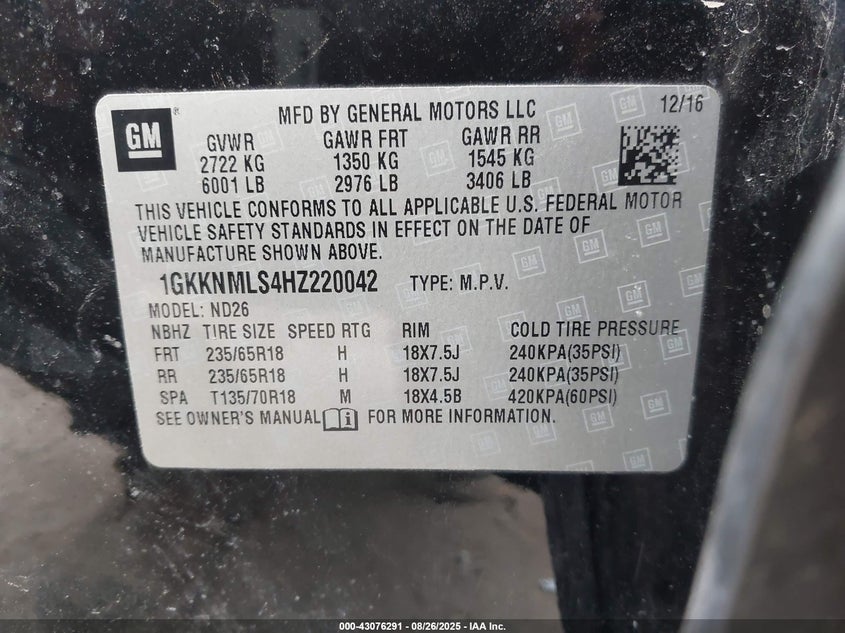 GM
®
MFD BY GENERAL MOTORS LLC 12/16
GVWR GAWR FRT GAWR RR
2722 KG 1350 KG 1545 KG
6001 LB 2976 LB 3406 LB
THIS VEHICLE CONFORMS TO ALL APPLICABLE U.S. FEDERAL MOTOR
VEHICLE SAFETY STANDARDS IN EFFECT ON THE DATE OF
MANUFACTURE SHOWN ABOVE.
1GKKNMLS4HZ220042 TYPE: M.P.V.
MODEL: ND26
NBHZ TIRE SIZE SPEED RTG RIM COLD TIRE PRESSURE
FRT 235/65R18 H 18X7.5J 240KPA(35PSI)
RR 235/65R18 H 18X7.5J 240KPA(35PSI)
SPA T135/70R18 M 18X4.5B 420KPA(60PSI)
SEE OWNER'S MANUAL i FOR MORE INFORMATION.
000-43076291 - 08/26/2025 - IAA Inc.